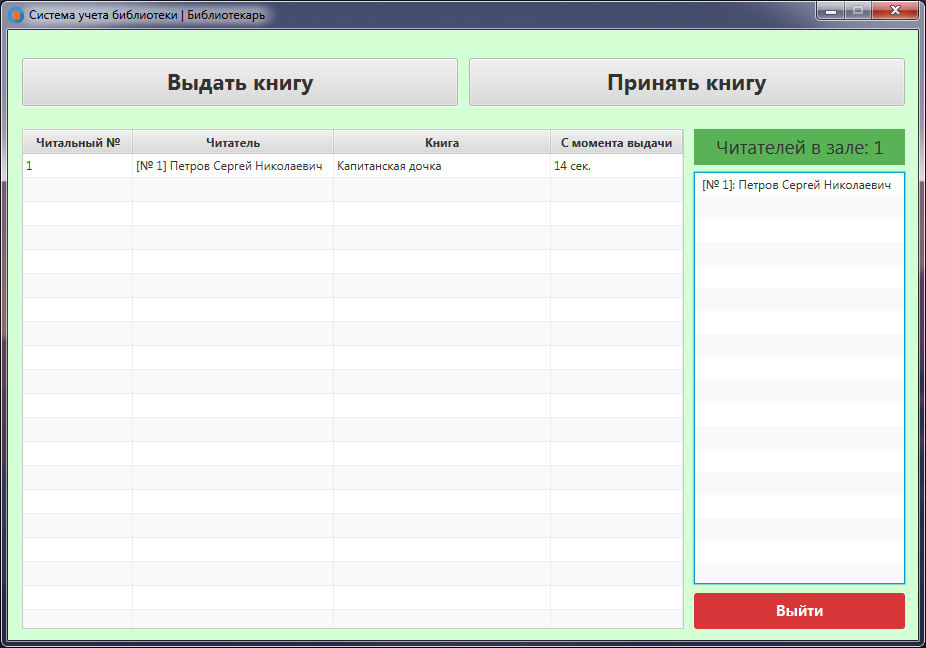 Система учета библиотеки | Библиотекарь
Выдать книгу
Принять книгу
Читальный № Читатель Книга С момента выдачи
1 [№ 1] Петров Сергей Николаевич Капитанская дочка 14 сек.
Читателей в зале: 1
[№ 1]: Петров Сергей Николаевич
Выйти